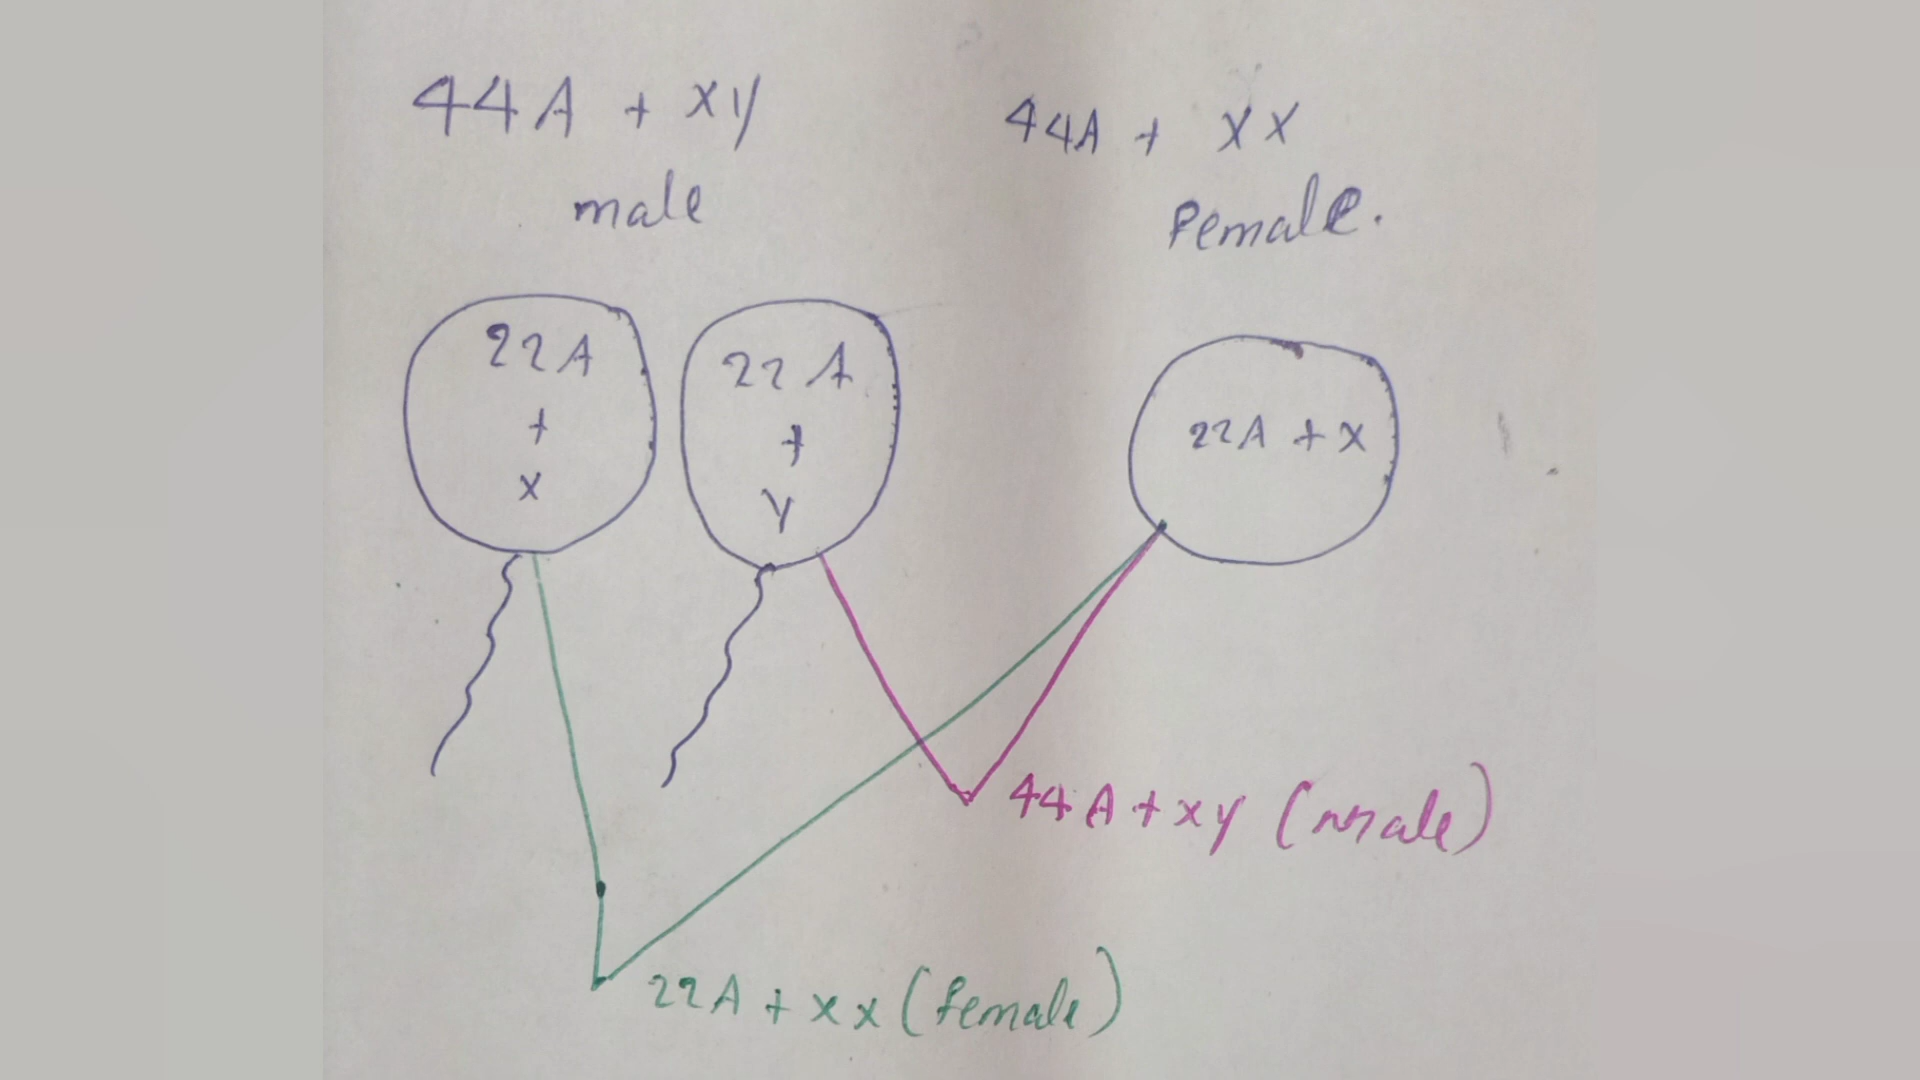 44A + xy
male
44A + xx
Female.
22A
+
x
22A
+
y
22A + x
44A + xy (male)
22A + xx (female)